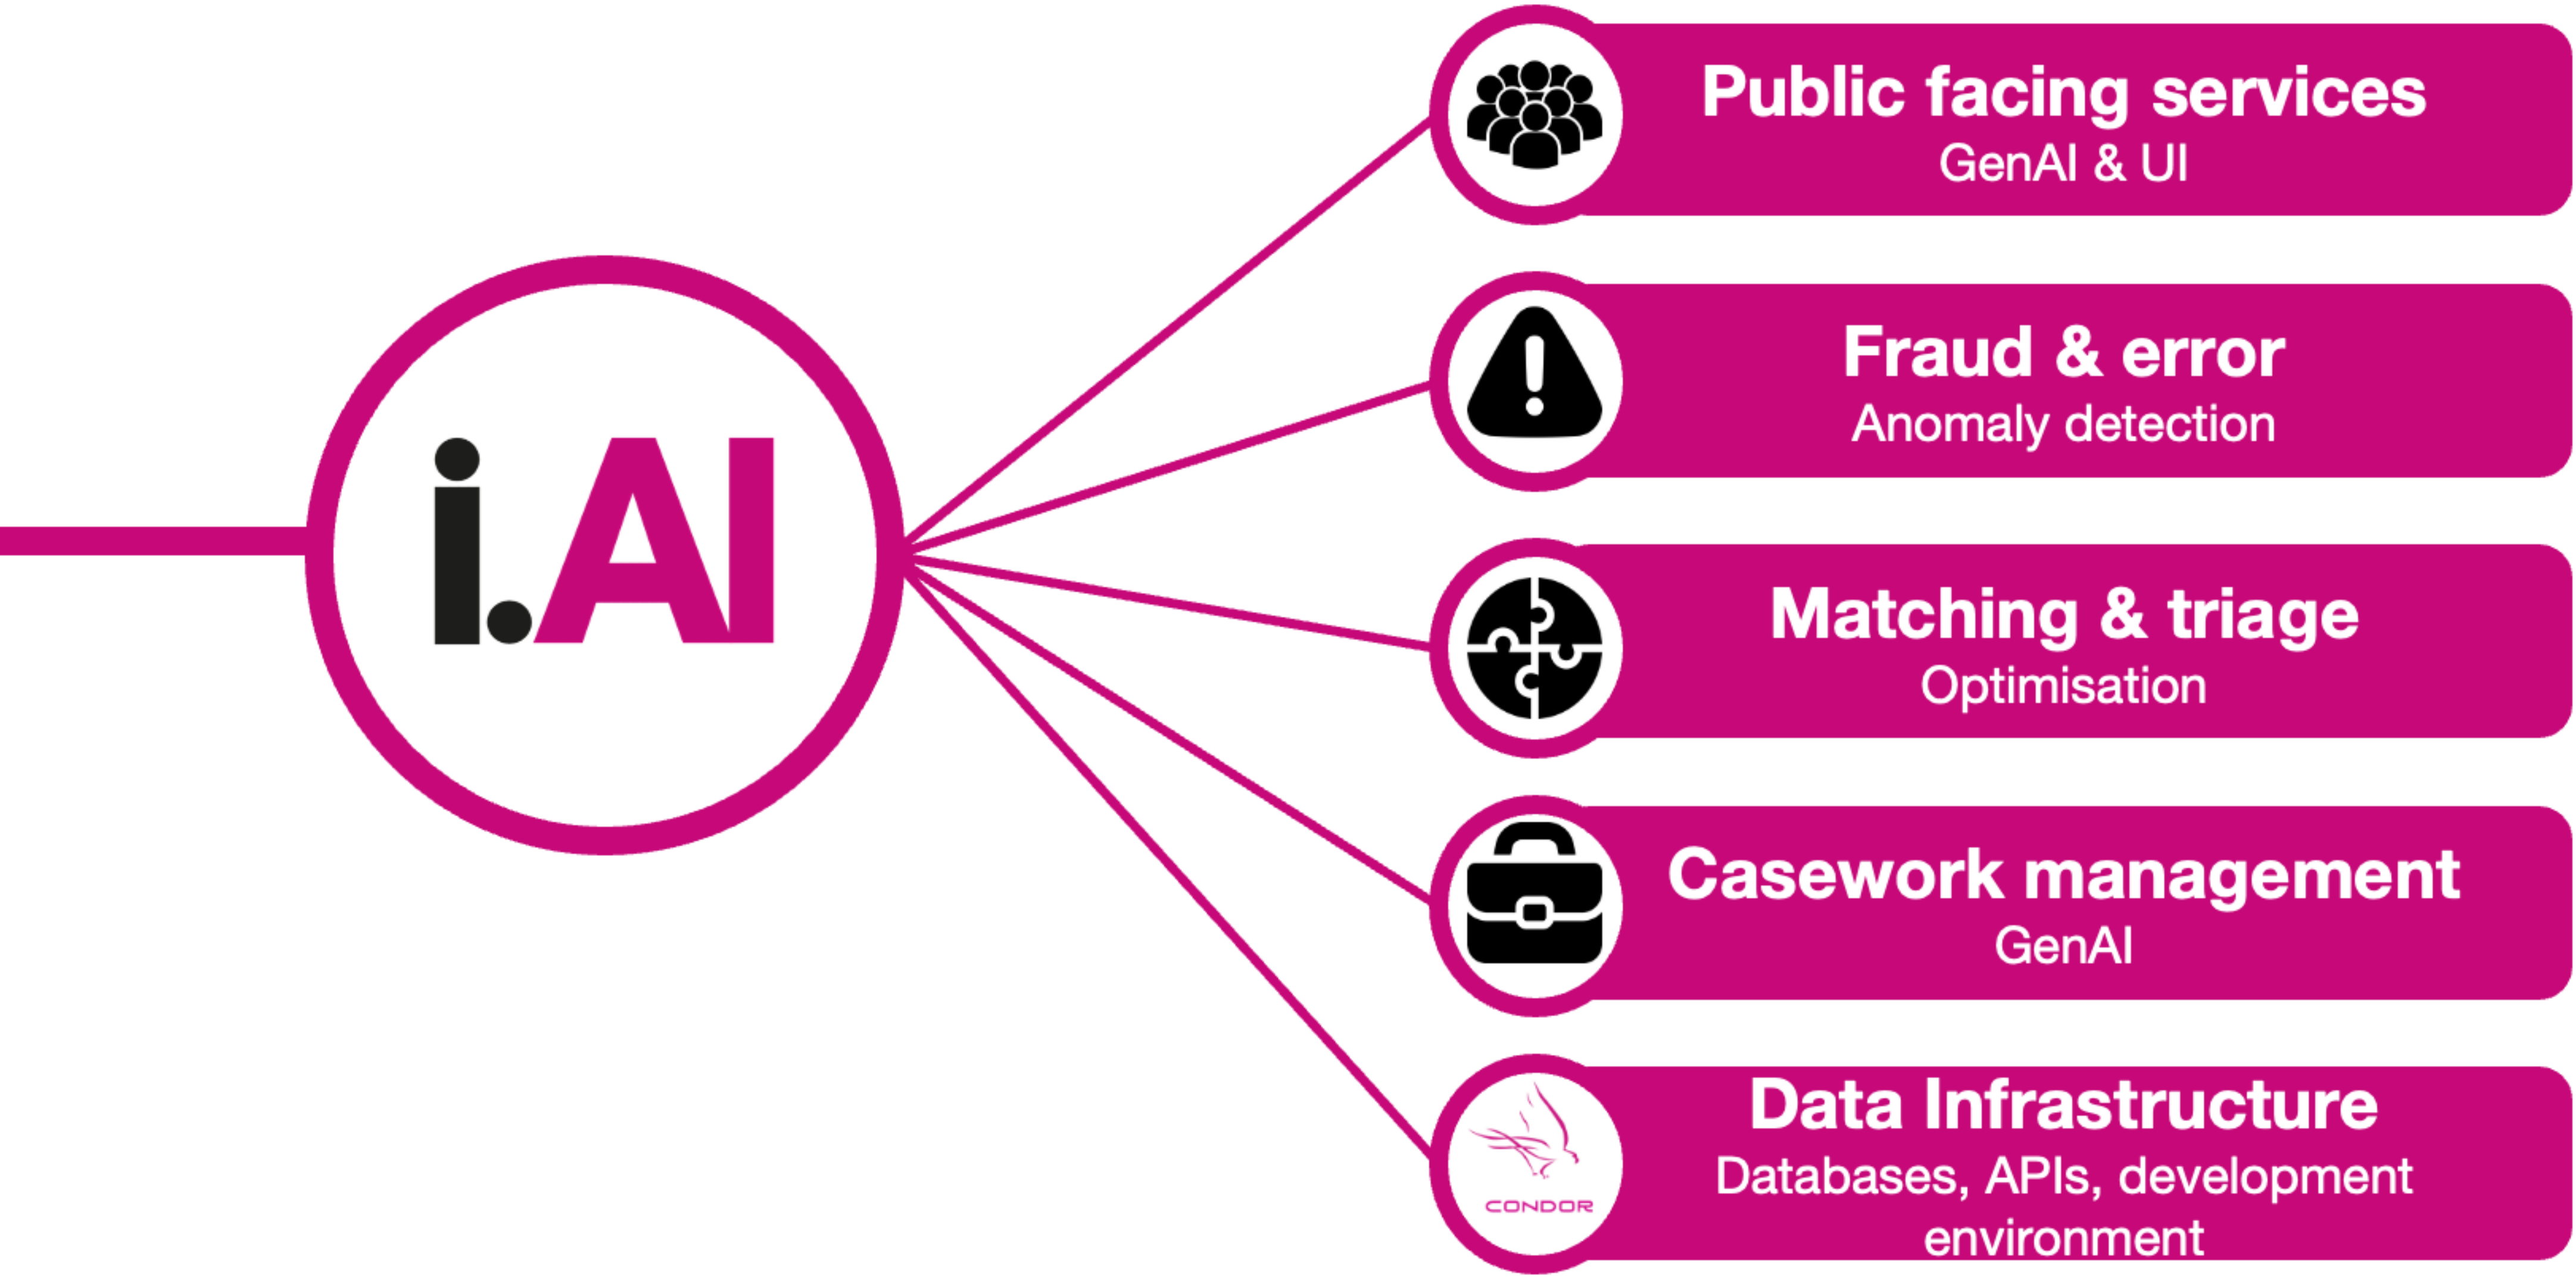 i.AI
Public facing services
GenAI & UI
Fraud & error
Anomaly detection
Matching & triage
Optimisation
Casework management
GenAI
CONDOR
Data Infrastructure
Databases, APIs, development
environment